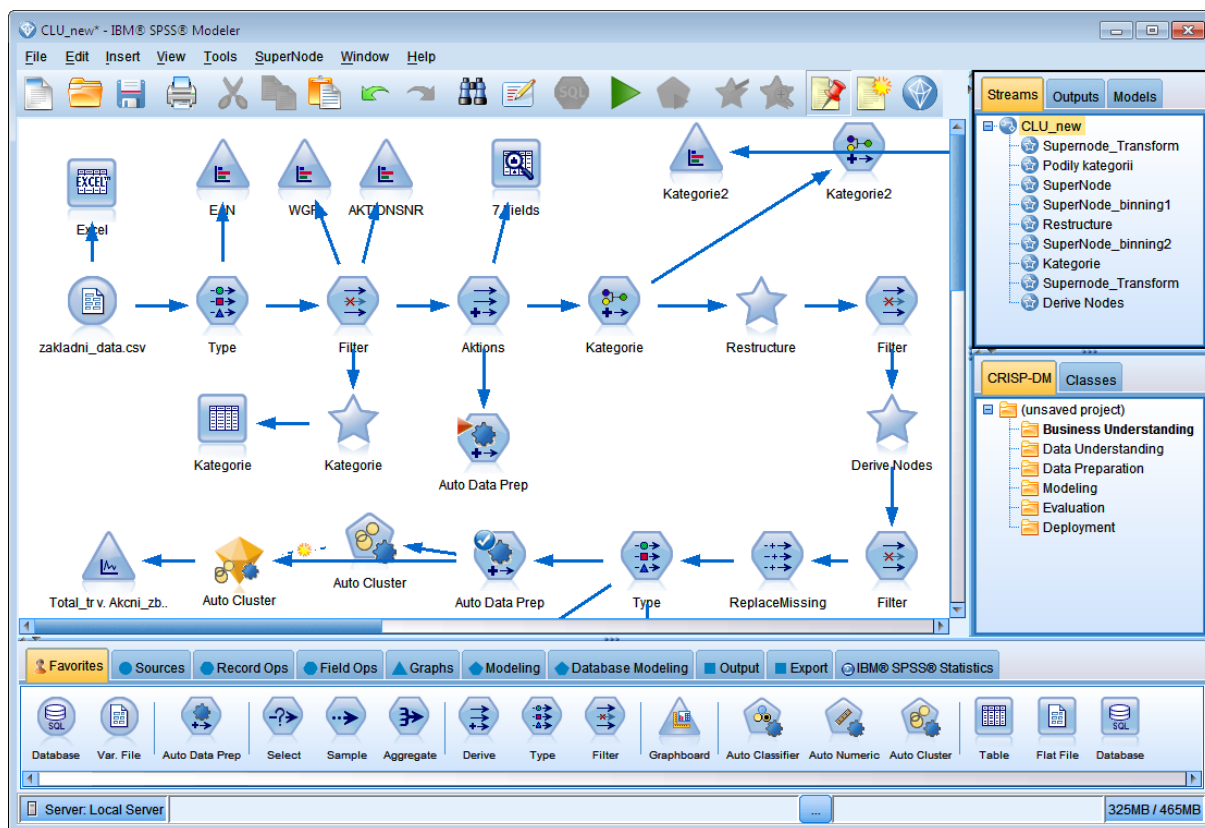 CLU_new* - IBM® SPSS® Modeler
File Edit Insert View Tools SuperNode Window Help
SQL
Streams Outputs Models
CLU_new
Supernode_Transform
Podily kategorii
SuperNode
SuperNode_binning1
Restructure
SuperNode_binning2
Kategorie
Supernode_Transform
Derive Nodes
CRISP-DM Classes
(unsaved project)
Business Understanding
Data Understanding
Data Preparation
Modeling
Evaluation
Deployment
EXCEL
Excel
EAN
WGR
AKTIONSNR
7 Fields
Kategorie2
Kategorie2
zakladni_data.csv
Type
Filter
Aktions
Kategorie
Restructure
Filter
Kategorie
Kategorie
Auto Data Prep
Derive Nodes
Total_tr v. Akcni_zb..
Auto Cluster
Auto Cluster
Auto Data Prep
Type
ReplaceMissing
Filter
Favorites Sources Record Ops Field Ops Graphs Modeling Database Modeling Output Export IBM® SPSS® Statistics
SQL
SQL
Database Var. File Auto Data Prep Select Sample Aggregate Derive Type Filter Graphboard Auto Classifier Auto Numeric Auto Cluster Table Flat File Database
Server: Local Server
...
325MB / 465MB